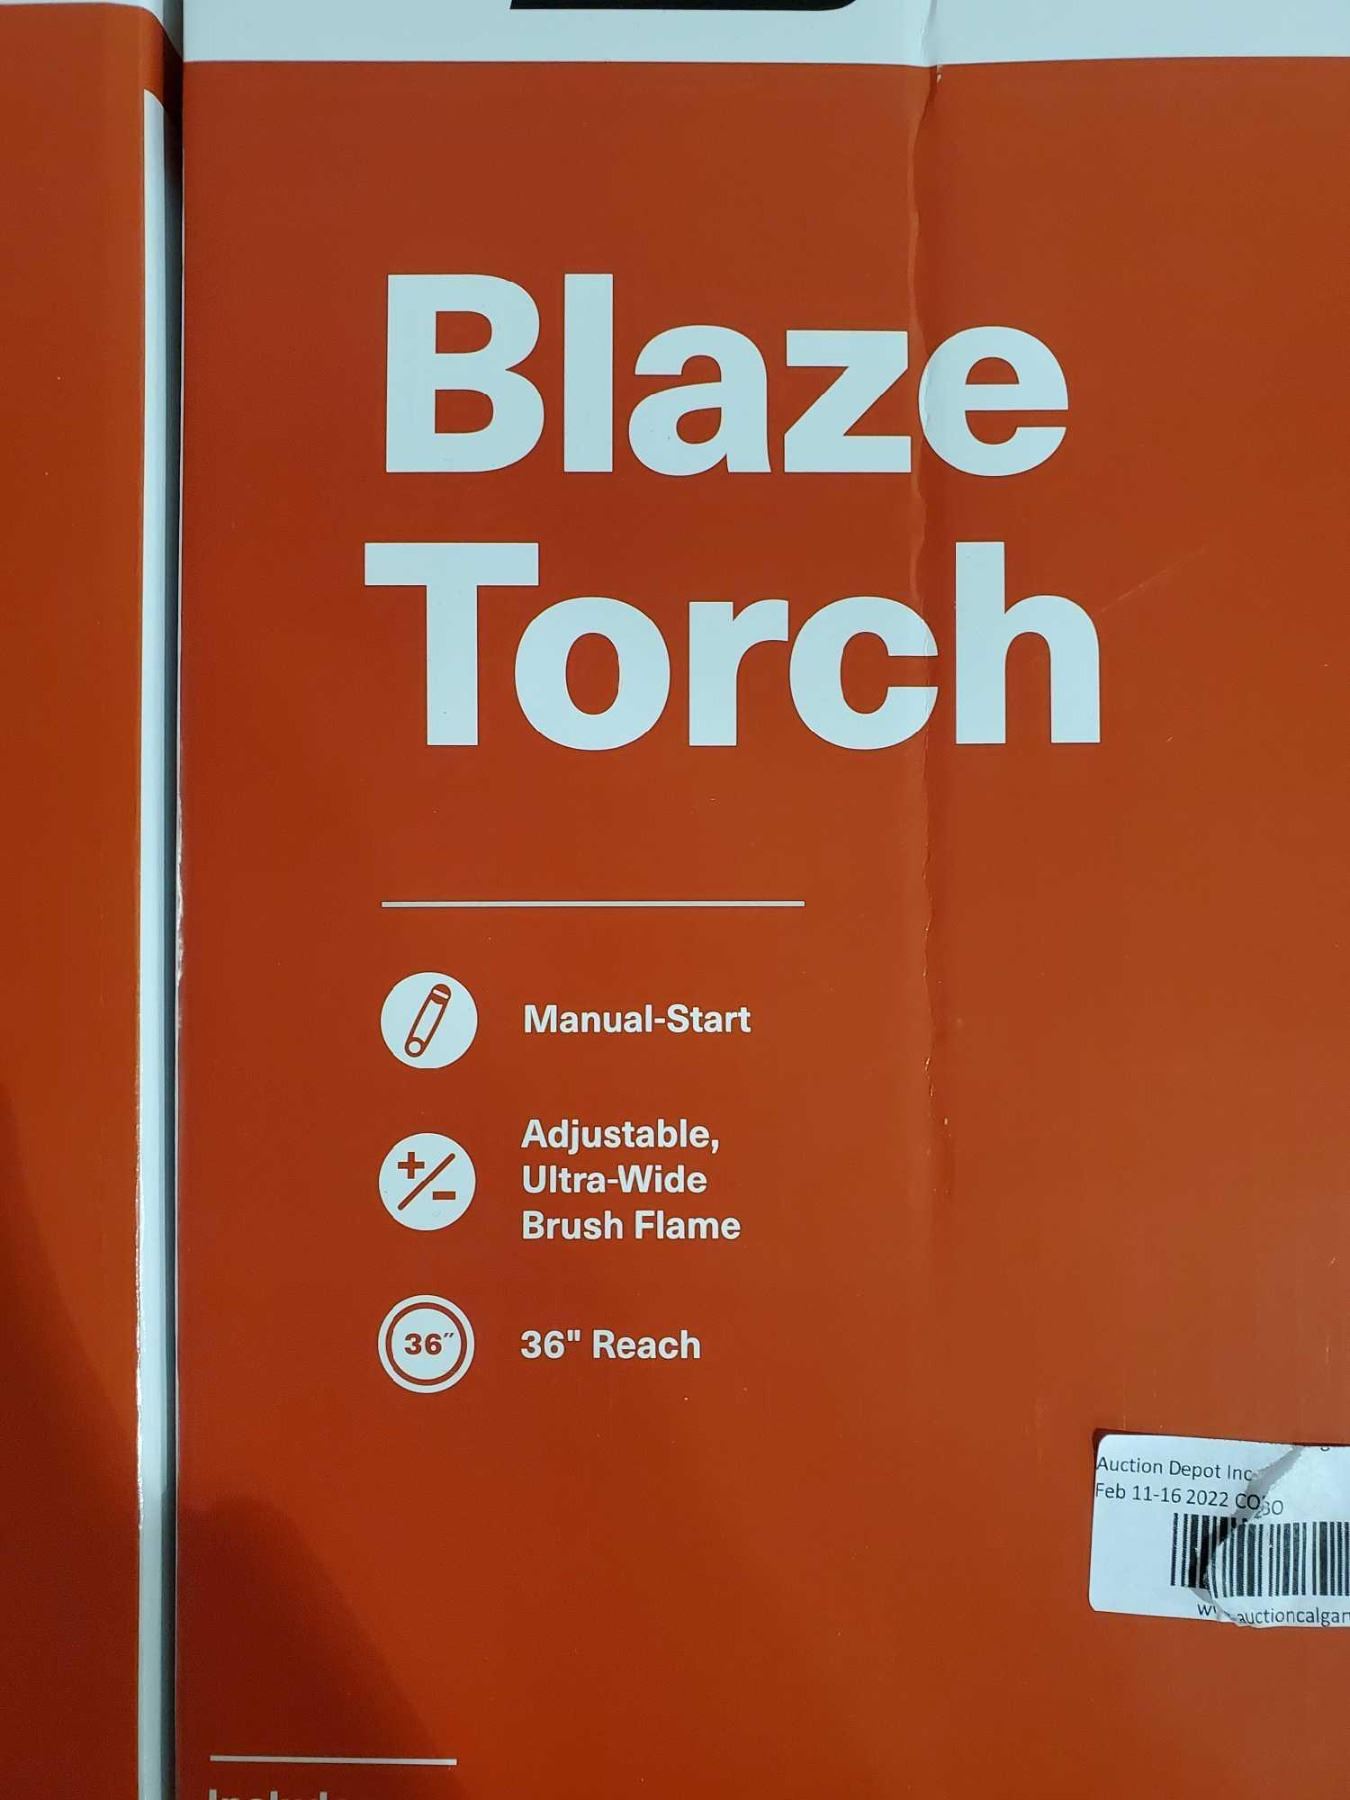 Blaze
Torch
Manual-Start
Adjustable,
Ultra-Wide
Brush Flame
36"
36" Reach
Auction Depot Inc
Feb 11-16 2022